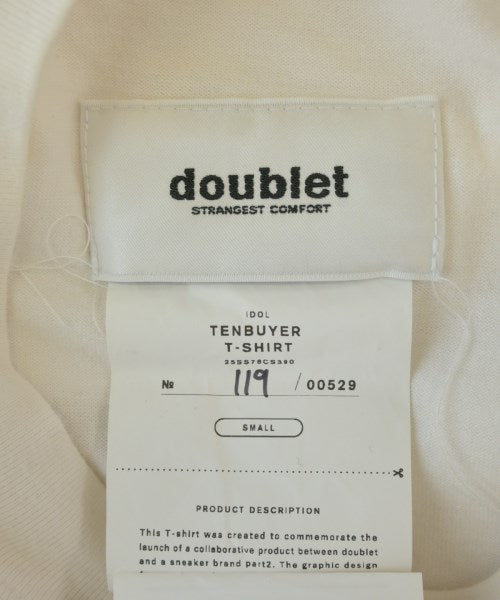 doublet
STRANGEST COMFORT
IDOL
TENBUYER
T-SHIRT
25SS78CS390
№ 119 / 00529
SMALL
PRODUCT DESCRIPTION
This T-shirt was created to commemorate the
launch of a collaborative product between doublet
and a sneaker brand part2. The graphic design